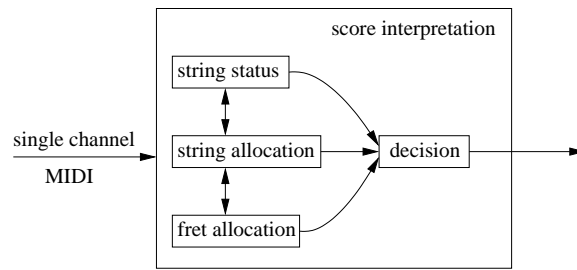 score interpretation
string status
single channel
string allocation
decision
MIDI
fret allocation